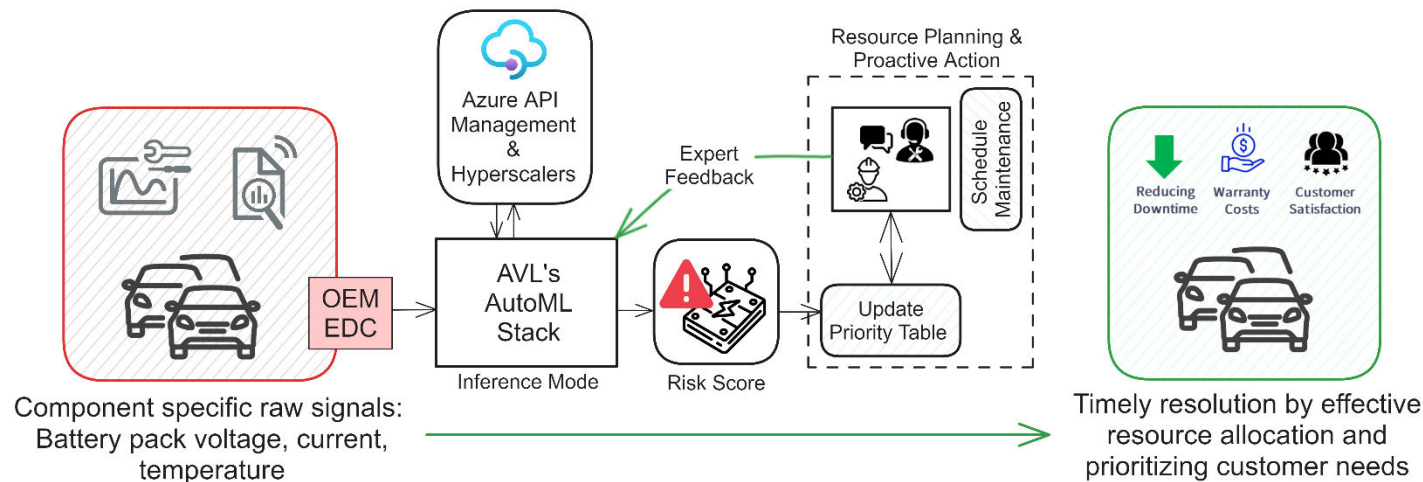 Azure API
Management
&
Hyperscalers
Resource Planning &
Proactive Action
Schedule
Maintenance
Expert
Feedback
Reducing
Downtime
Warranty
Costs
Customer
Satisfaction
OEM
EDC
AVL's
AutoML
Stack
Update
Priority Table
Inference Mode
Risk Score
Component specific raw signals:
Battery pack voltage, current,
temperature
Timely resolution by effective
resource allocation and
prioritizing customer needs